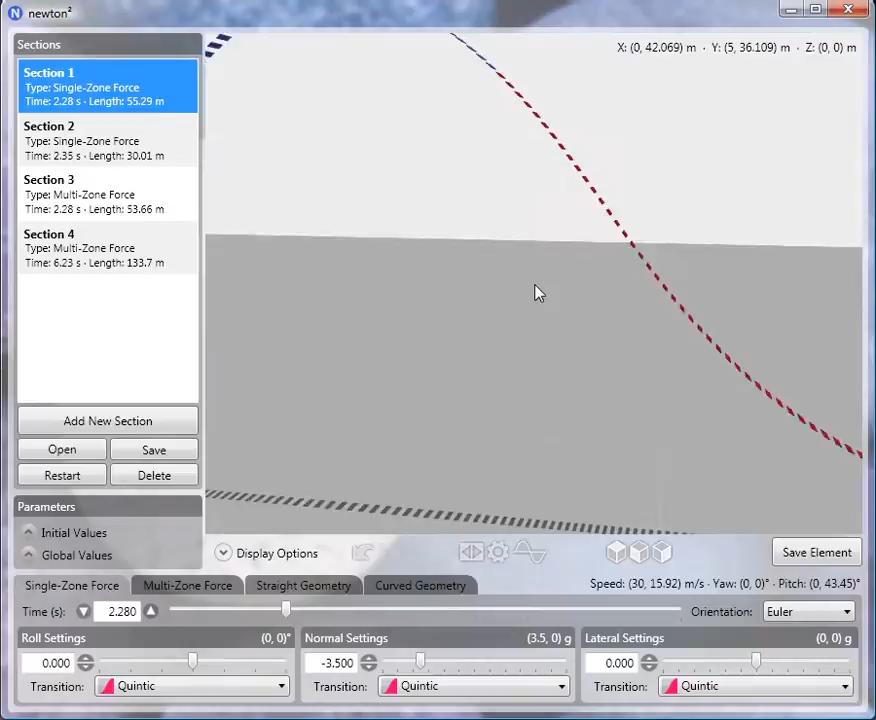 newton²
Sections
X: (0, 42.069) m · Y: (5, 36.109) m · Z: (0, 0) m
Section 1
Type: Single-Zone Force
Time: 2.28 s · Length: 55.29 m
Section 2
Type: Single-Zone Force
Time: 2.35 s · Length: 30.01 m
Section 3
Type: Multi-Zone Force
Time: 2.28 s · Length: 53.66 m
Section 4
Type: Multi-Zone Force
Time: 6.23 s · Length: 133.7 m
Add New Section
Open Save
Restart Delete
Parameters
Initial Values
Global Values
Display Options
Save Element
Single-Zone Force Multi-Zone Force Straight Geometry Curved Geometry
Speed: (30, 15.92) m/s · Yaw: (0, 0)° · Pitch: (0, 43.45)°
Time (s): 2.280 Orientation: Euler
Roll Settings (0, 0)° Normal Settings (3.5, 0) g Lateral Settings (0, 0) g
0.000 -3.500 0.000
Transition: Quintic Transition: Quintic Transition: Quintic